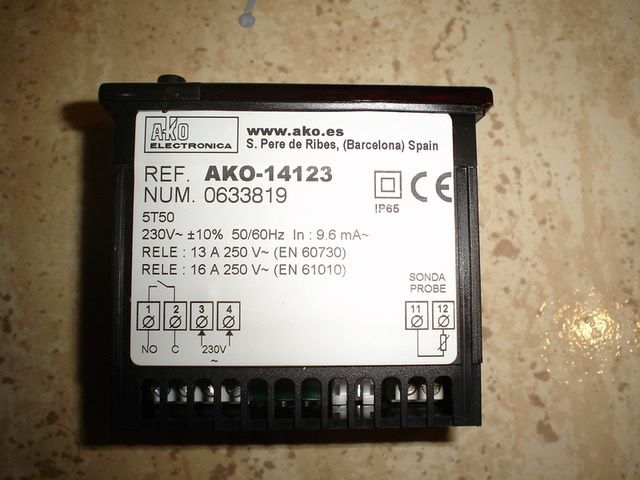 AKO
ELECTRONICA
www.ako.es
S. Pere de Ribes, (Barcelona) Spain
REF. AKO-14123
NUM. 0633819
IP65
CE
5T50
230V~ ±10% 50/60Hz In : 9.6 mA~
RELE : 13 A 250 V~ (EN 60730)
RELE : 16 A 250 V~ (EN 61010)
SONDA
PROBE
1 2 3 4 11 12
NO C 230V
~